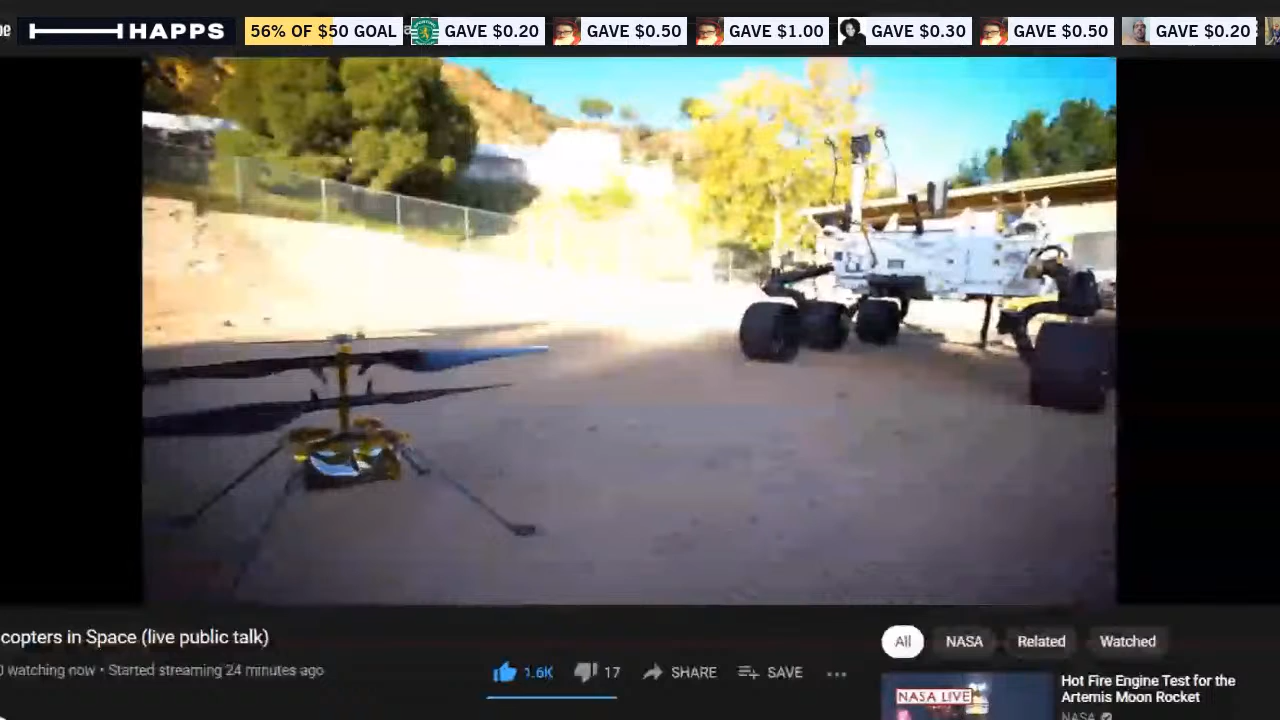 HAPPS
56% OF $50 GOAL
GAVE $0.20
GAVE $0.50
GAVE $1.00
GAVE $0.30
GAVE $0.50
GAVE $0.20
copters in Space (live public talk)
watching now • Started streaming 24 minutes ago
1.6K
17
SHARE
SAVE
All
NASA
Related
Watched
NASA LIVE
Hot Fire Engine Test for the
Artemis Moon Rocket
NASA